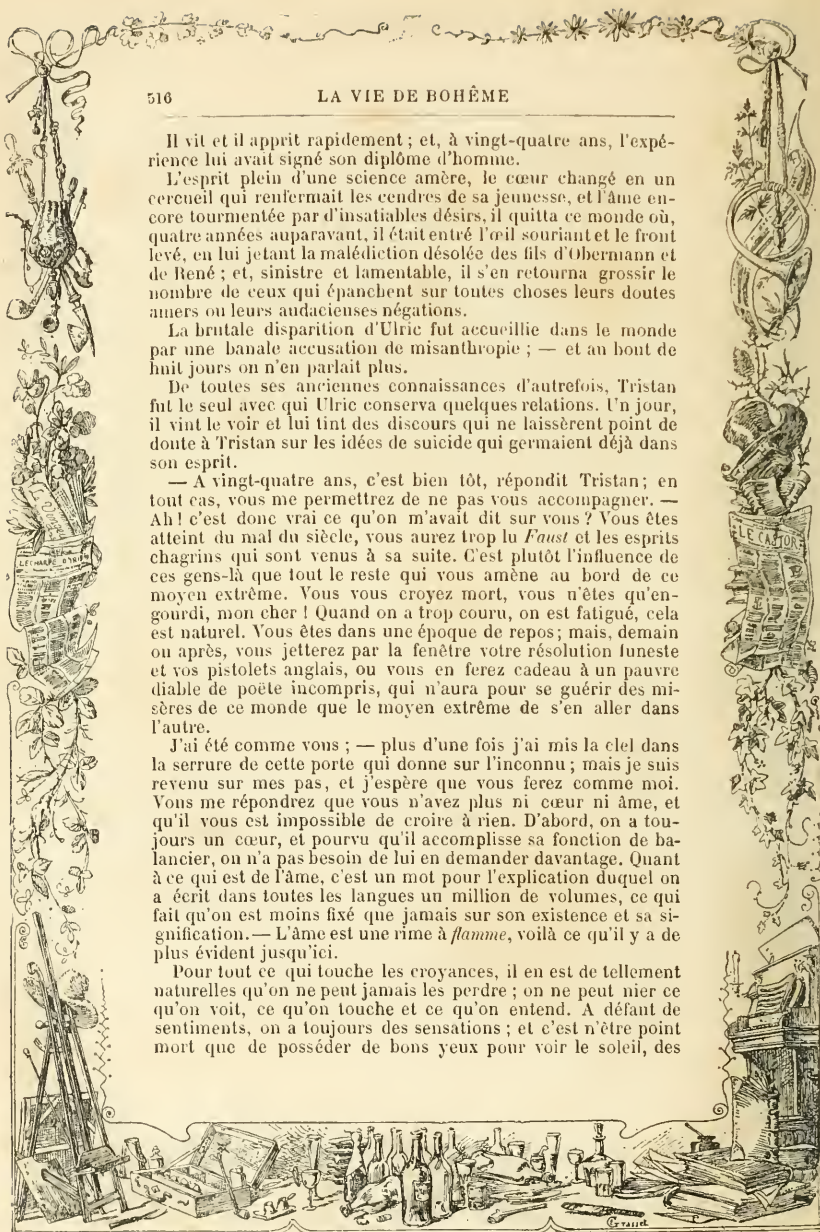 516
LA VIE DE BOHÊME
Il vit et il apprit rapidement ; et, à vingt-quatre ans, l'expé-
rience lui avait signé son diplôme d'homme.
L'esprit plein d'une science amère, le cœur changé en un
cercueil qui renfermait les cendres de sa jeunesse, et l'âme en-
core tourmentée par d'insatiables désirs, il quitta ce monde où,
quatre années auparavant, il était entré l'œil souriant et le front
levé, en lui jetant la malédiction désolée des fils d'Obermann et
de René ; et, sinistre et lamentable, il s'en retourna grossir le
nombre de ceux qui épanchent sur toutes choses leurs doutes
amers ou leurs audacieuses négations.
La brutale disparition d'Ulric fut accueillie dans le monde
par une banale accusation de misanthropie ; — et au bout de
huit jours on n'en parlait plus.
De toutes ses anciennes connaissances d'autrefois, Tristan
fut le seul avec qui Ulric conserva quelques relations. Un jour,
il vint le voir et lui tint des discours qui ne laissèrent point de
doute à Tristan sur les idées de suicide qui germaient déjà dans
son esprit.
— A vingt-quatre ans, c'est bien tôt, répondit Tristan; en
tout cas, vous me permettrez de ne pas vous accompagner. —
Ah ! c'est donc vrai ce qu'on m'avait dit sur vous ? Vous êtes
atteint du mal du siècle, vous aurez trop lu Faust et les esprits
chagrins qui sont venus à sa suite. C'est plutôt l'influence de
ces gens-là que tout le reste qui vous amène au bord de ce
moyen extrême. Vous vous croyez mort, vous n'êtes qu'en-
gourdi, mon cher ! Quand on a trop couru, on est fatigué, cela
est naturel. Vous êtes dans une époque de repos; mais, demain
ou après, vous jetterez par la fenêtre votre résolution funeste
et vos pistolets anglais, ou vous en ferez cadeau à un pauvre
diable de poëte incompris, qui n'aura pour se guérir des mi-
sères de ce monde que le moyen extrême de s'en aller dans
l'autre.
J'ai été comme vous ; — plus d'une fois j'ai mis la clef dans
la serrure de cette porte qui donne sur l'inconnu ; mais je suis
revenu sur mes pas, et j'espère que vous ferez comme moi.
Vous me répondrez que vous n'avez plus ni cœur ni âme, et
qu'il vous est impossible de croire à rien. D'abord, on a tou-
jours un cœur, et pourvu qu'il accomplisse sa fonction de ba-
lancier, on n'a pas besoin de lui en demander davantage. Quant
à ce qui est de l'âme, c'est un mot pour l'explication duquel on
a écrit dans toutes les langues un million de volumes, ce qui
fait qu'on est moins fixé que jamais sur son existence et sa si-
gnification. — L'âme est une rime à flamme, voilà ce qu'il y a de
plus évident jusqu'ici.
Pour tout ce qui touche les croyances, il en est de tellement
naturelles qu'on ne peut jamais les perdre ; on ne peut nier ce
qu'on voit, ce qu'on touche et ce qu'on entend. A défaut de
sentiments, on a toujours des sensations ; et c'est n'être point
mort que de posséder de bons yeux pour voir le soleil, des
LE CASTOR